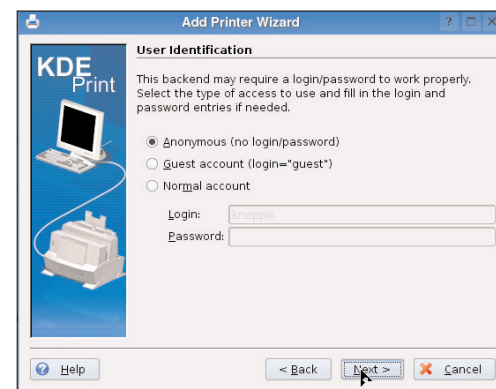 Add Printer Wizard
KDE
Print
User Identification
This backend may require a login/password to work properly.
Select the type of access to use and fill in the login and
password entries if needed.
Anonymous (no login/password)
Guest account (login="guest")
Normal account
Login: knoppix
Password:
Help
< Back
Next >
Cancel